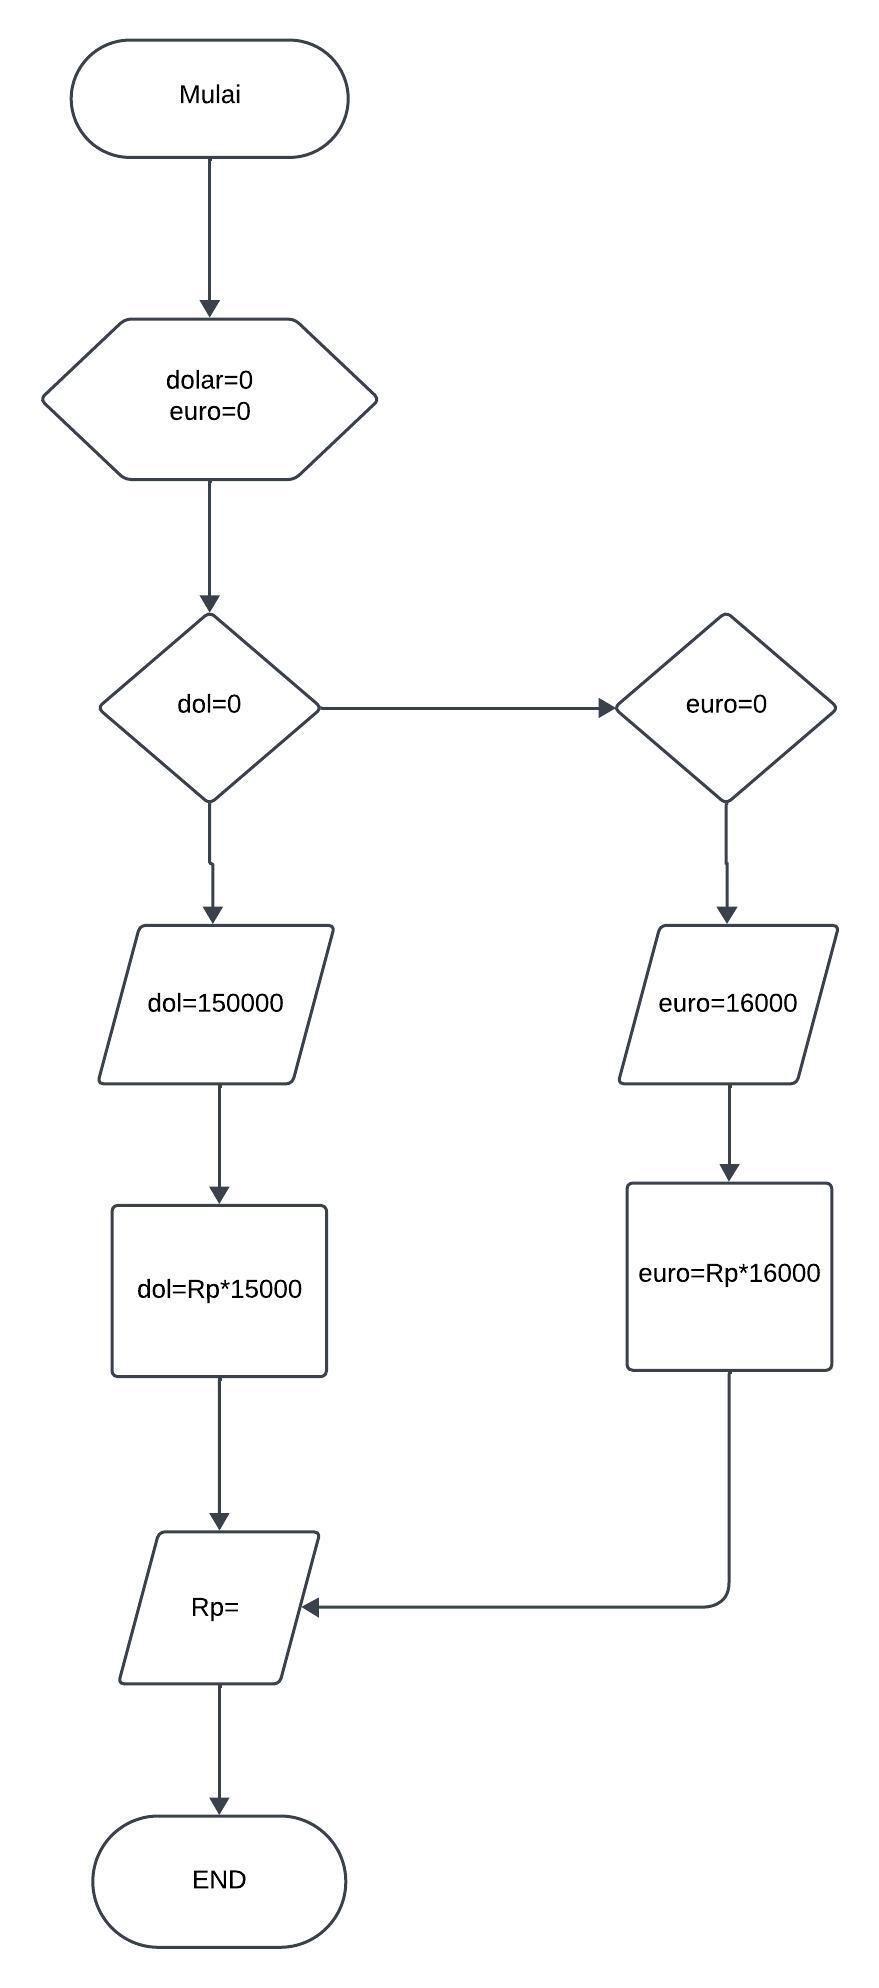 Mulai
dolar=0
euro=0
dol=0
euro=0
dol=150000
euro=16000
dol=Rp*15000
euro=Rp*16000
Rp=
END